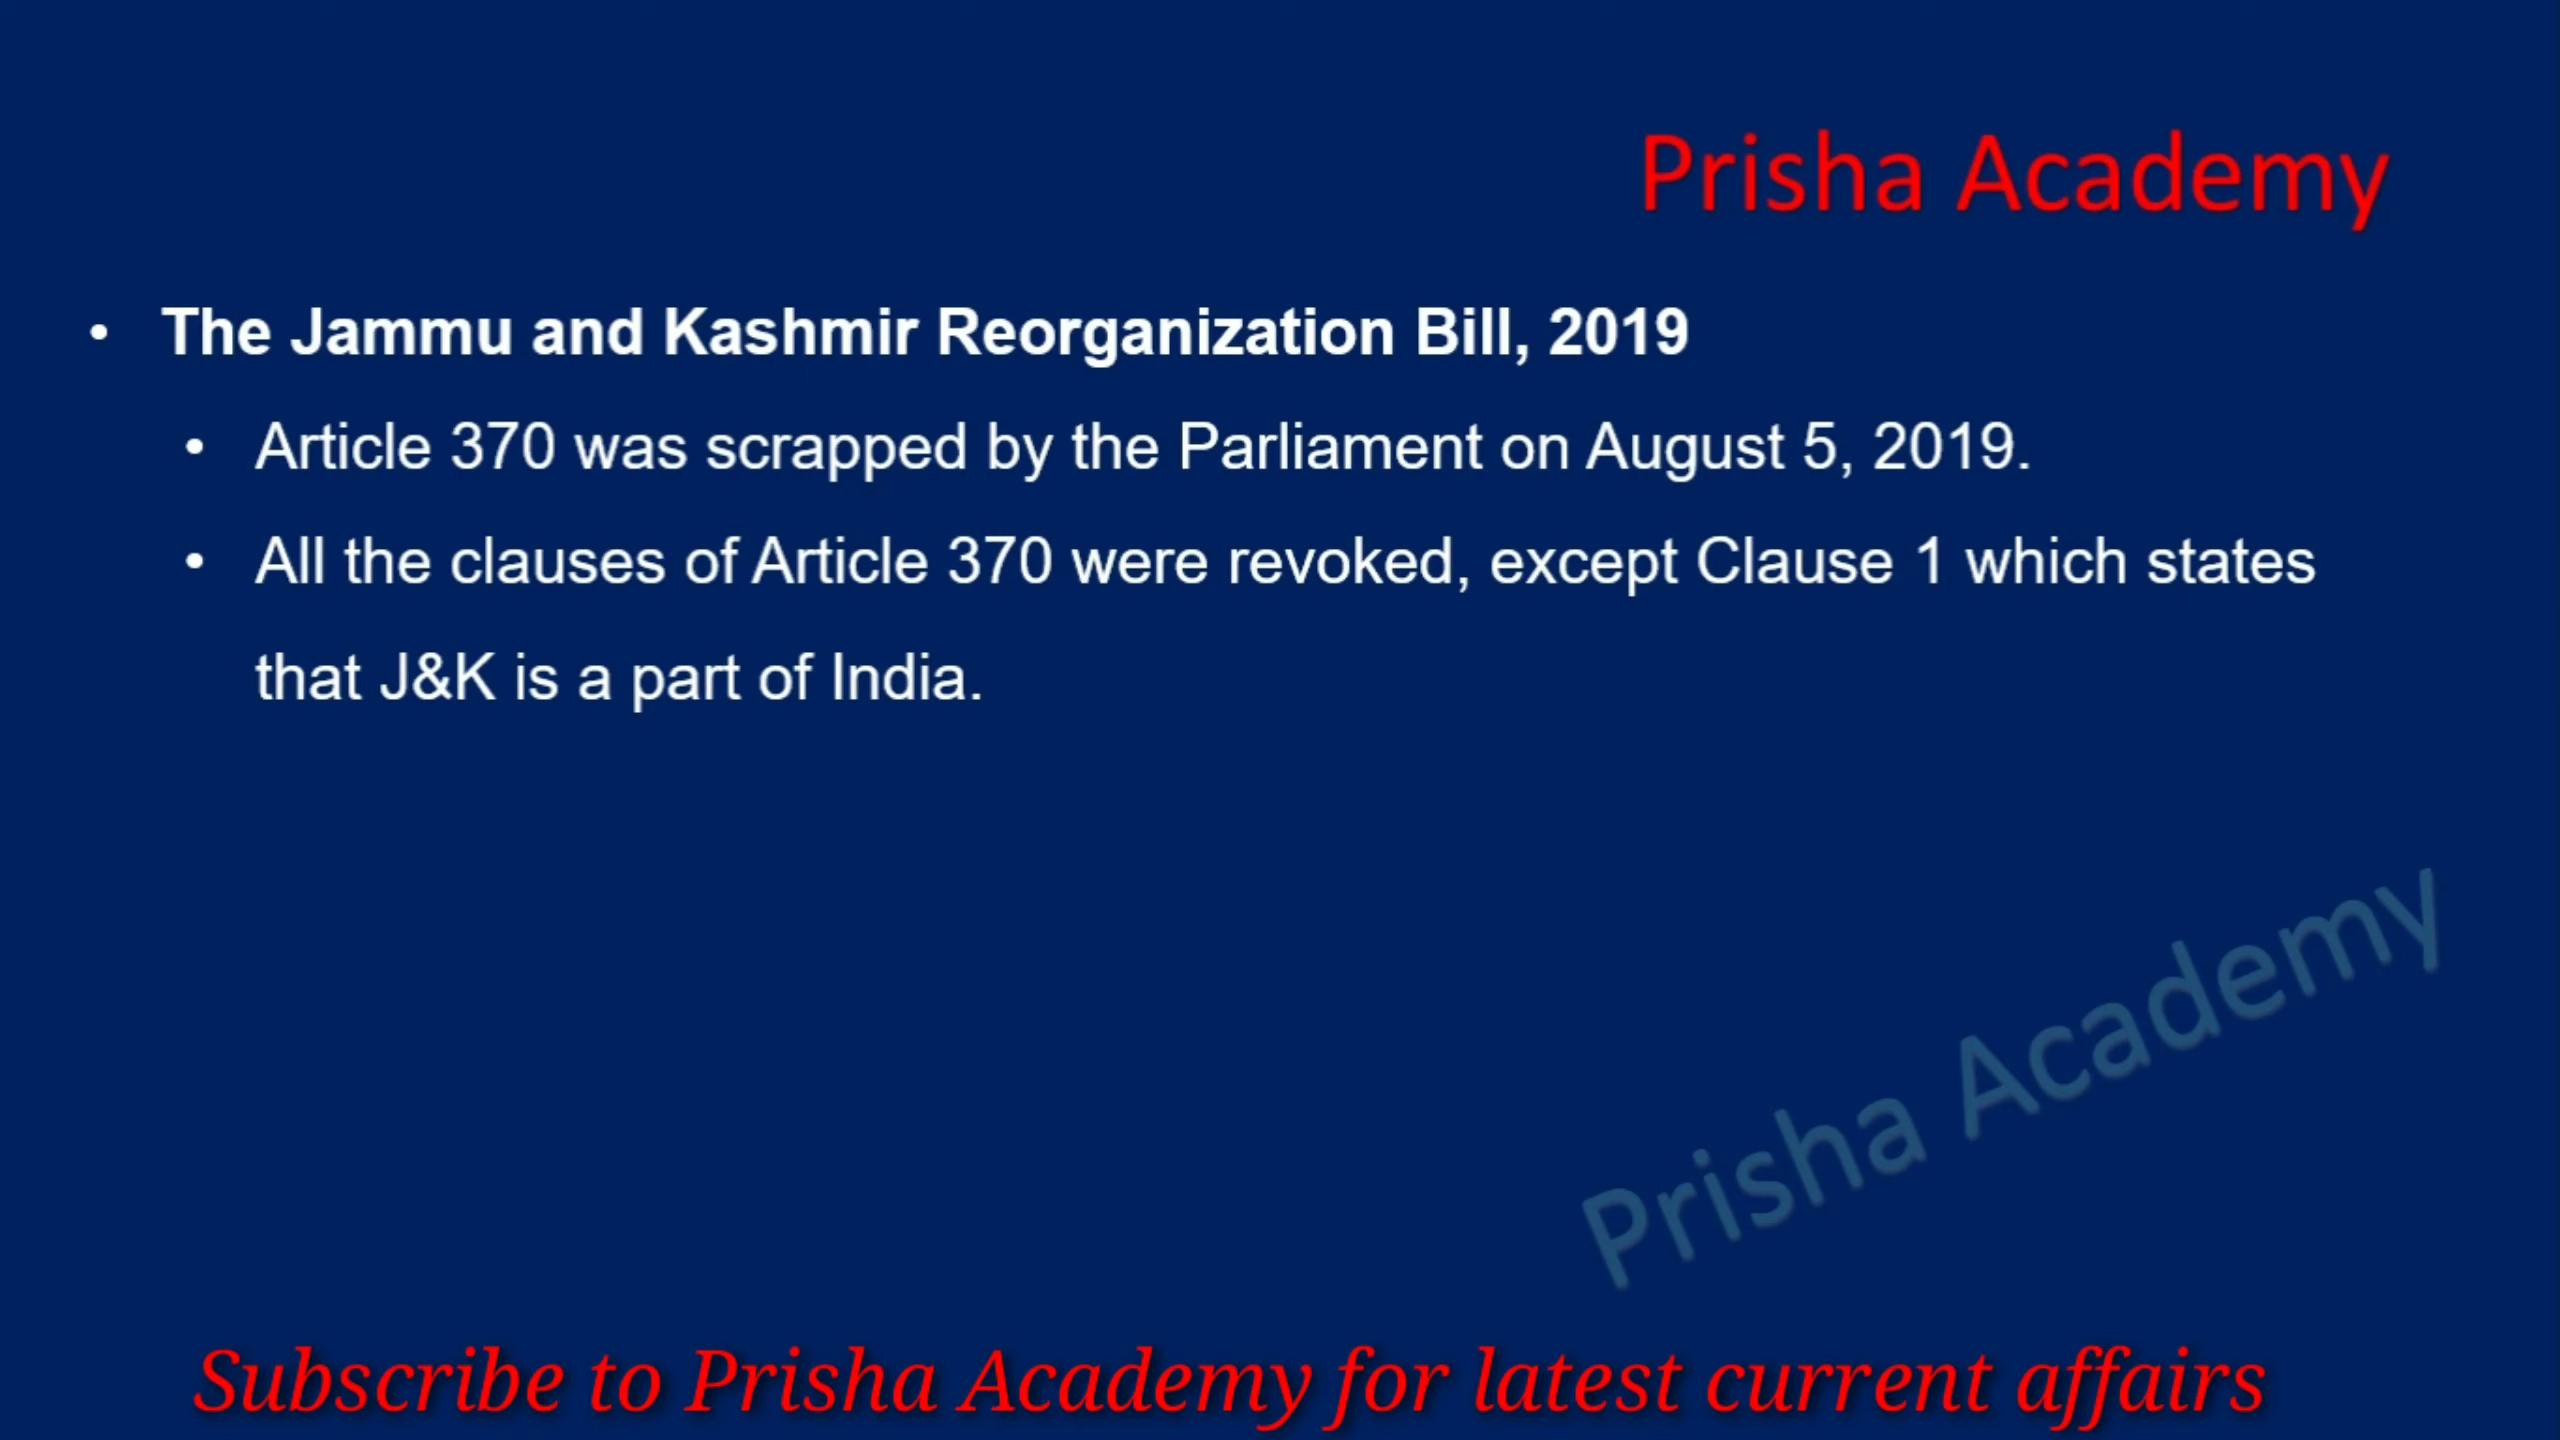 Prisha Academy
• The Jammu and Kashmir Reorganization Bill, 2019
• Article 370 was scrapped by the Parliament on August 5, 2019.
• All the clauses of Article 370 were revoked, except Clause 1 which states
that J&K is a part of India.
Prisha Academy
Subscribe to Prisha Academy for latest current affairs